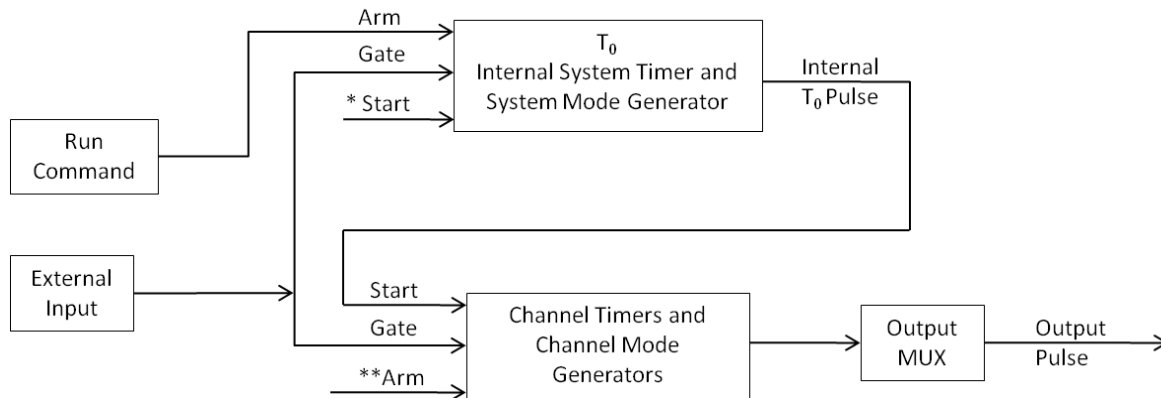 Arm
Gate
* Start
T₀
Internal System Timer and
System Mode Generator
Internal
T₀ Pulse
Run
Command
External
Input
Start
Gate
**Arm
Channel Timers and
Channel Mode
Generators
Output
MUX
Output
Pulse